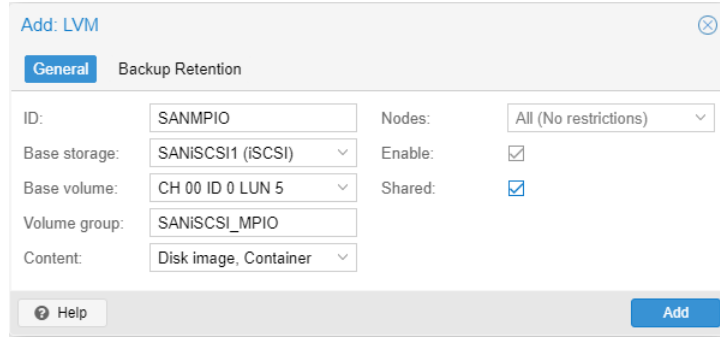 Add: LVM
General Backup Retention
ID: SANMPIO Nodes: All (No restrictions)
Base storage: SANiSCSI1 (iSCSI) Enable:
Base volume: CH 00 ID 0 LUN 5 Shared:
Volume group: SANiSCSI_MPIO
Content: Disk image, Container
Help Add